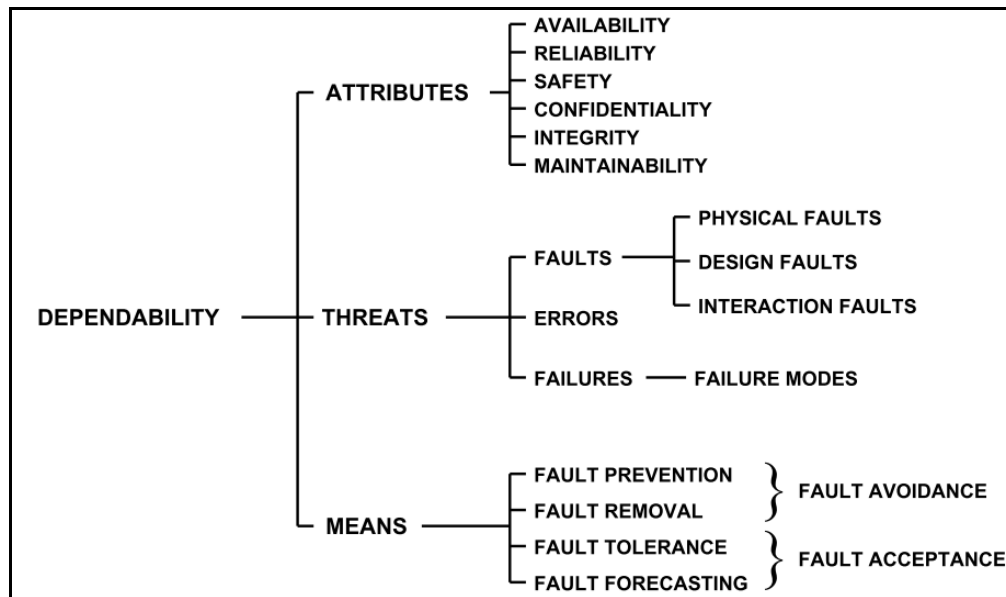 AVAILABILITY
RELIABILITY
SAFETY
ATTRIBUTES
CONFIDENTIALITY
INTEGRITY
MAINTAINABILITY
PHYSICAL FAULTS
FAULTS
DESIGN FAULTS
INTERACTION FAULTS
DEPENDABILITY
THREATS
ERRORS
FAILURES
FAILURE MODES
FAULT PREVENTION
FAULT AVOIDANCE
FAULT REMOVAL
MEANS
FAULT TOLERANCE
FAULT ACCEPTANCE
FAULT FORECASTING